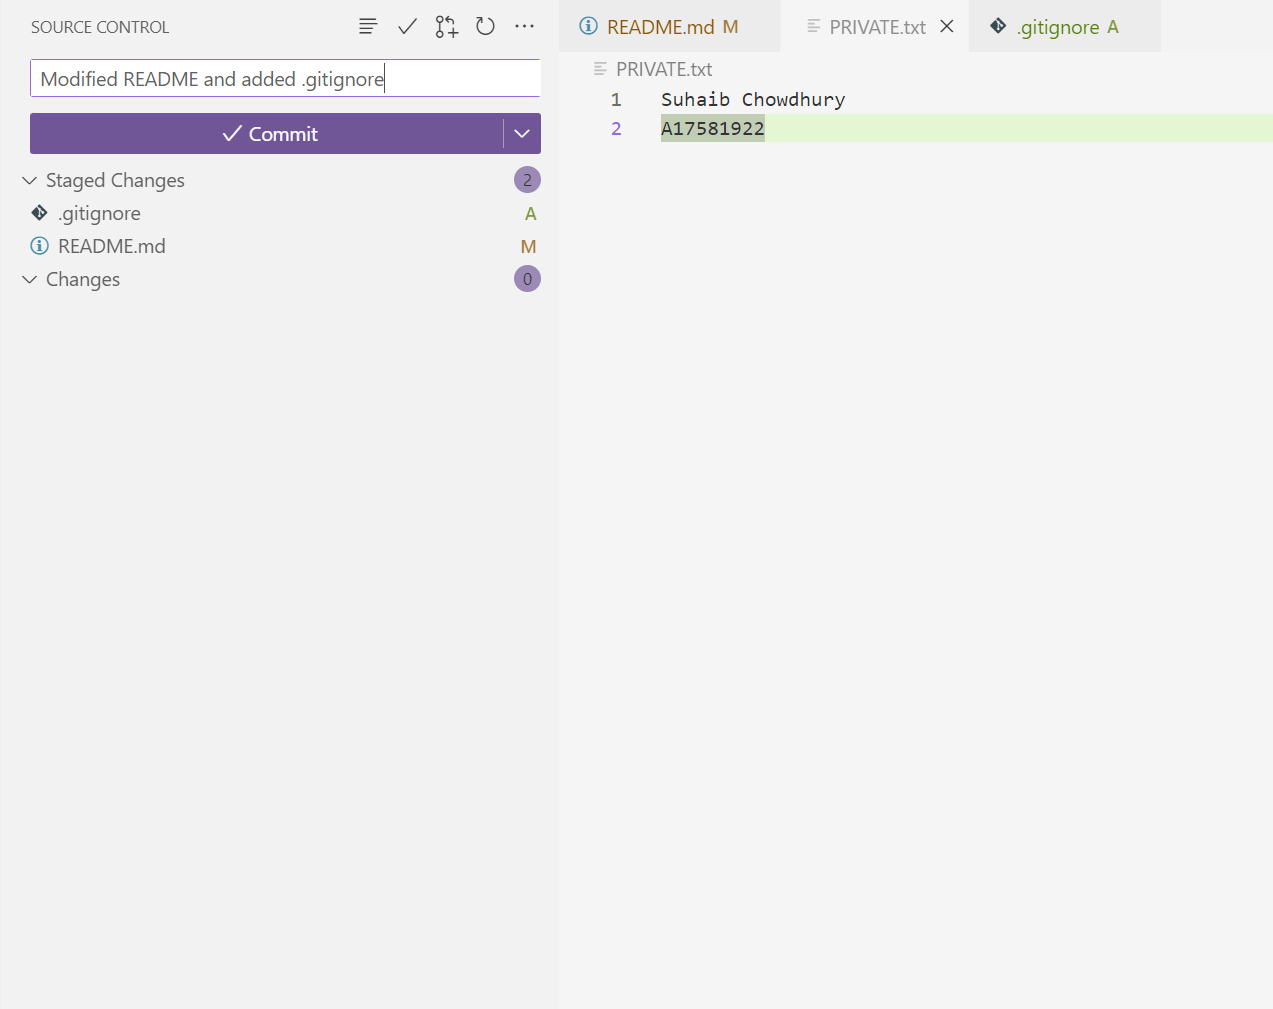 SOURCE CONTROL
Modified README and added .gitignore
Commit
Staged Changes 2
.gitignore A
README.md M
Changes 0
README.md M
PRIVATE.txt
.gitignore A
PRIVATE.txt
1 Suhaib Chowdhury
2 A17581922